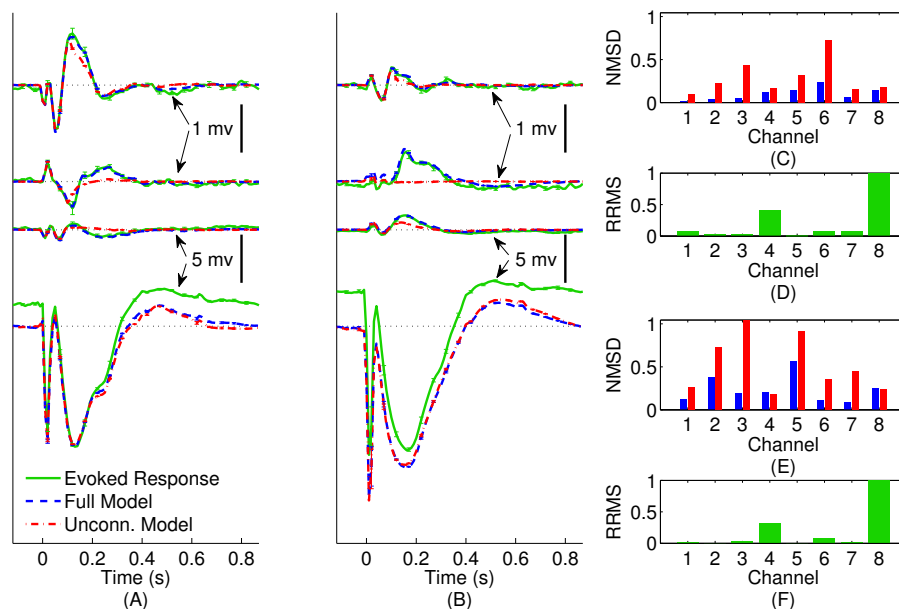 1 mv
5 mv
Evoked Response
Full Model
Unconn. Model
0
0.2
0.4
0.6
0.8
Time (s)
(A)
1 mv
5 mv
0
0.2
0.4
0.6
0.8
Time (s)
(B)
NMSD
1
0.5
0
1 2 3 4 5 6 7 8
Channel
(C)
RRMS
1
0.5
0
1 2 3 4 5 6 7 8
Channel
(D)
NMSD
1
0.5
0
1 2 3 4 5 6 7 8
Channel
(E)
RRMS
1
0.5
0
1 2 3 4 5 6 7 8
Channel
(F)